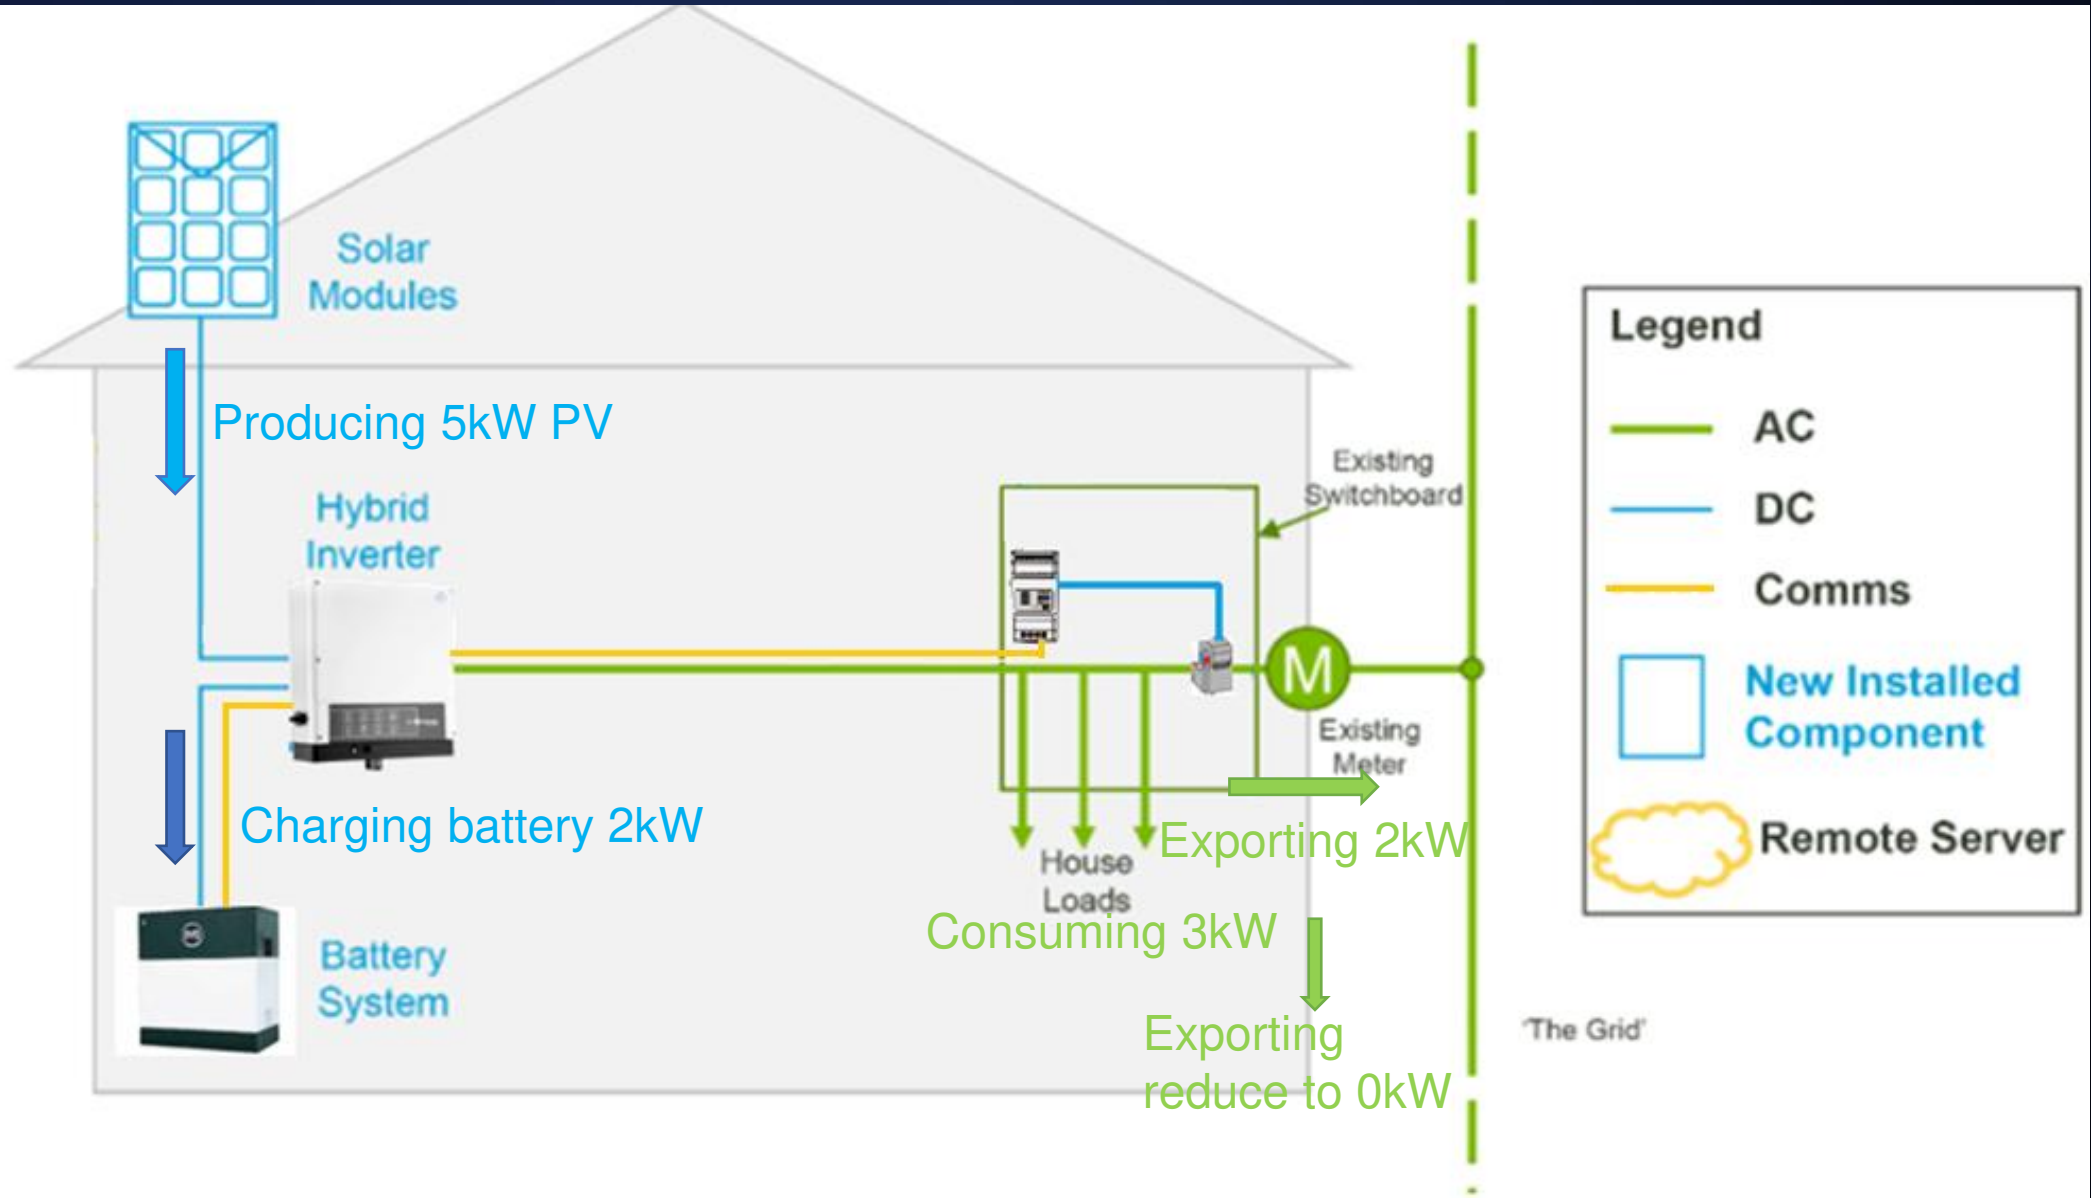 Solar
Modules
Producing 5kW PV
Hybrid
Inverter
Charging battery 2kW
Battery
System
Existing
Switchboard
M
Existing
Meter
Exporting 2kW
House
Loads
Consuming 3kW
Exporting
reduce to 0kW
'The Grid'
Legend
AC
DC
Comms
New Installed
Component
Remote Server